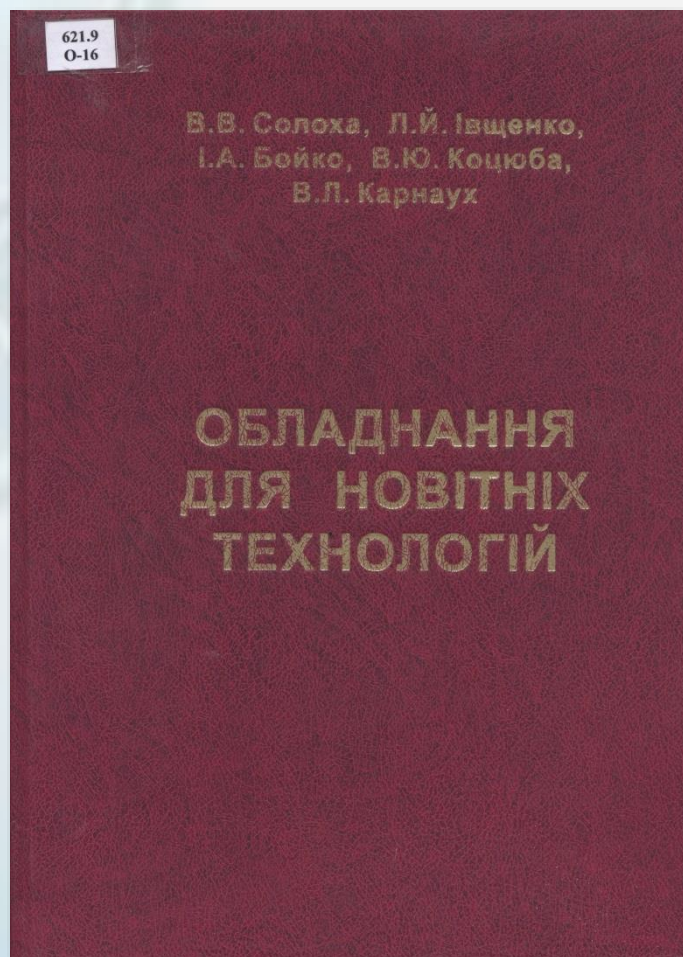 621.9
О-16
В.В. Солоха, Л.Й. Івщенко,
І.А. Бойко, В.Ю. Коцюба,
В.Л. Карнаух
ОБЛАДНАННЯ
ДЛЯ НОВІТНІХ
ТЕХНОЛОГІЙ